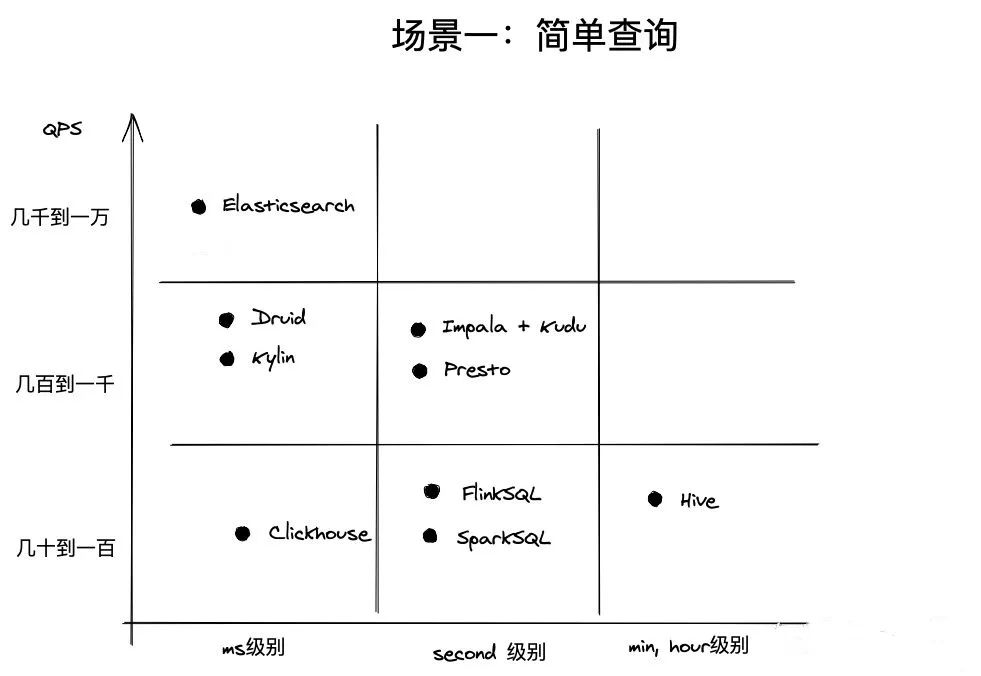 场景一：简单查询
QPS
几千到一万
Elasticsearch
Druid
Impala + Kudu
Kylin
Presto
几百到一千
FlinkSQL
Hive
Clickhouse
SparkSQL
几十到一百
ms级别
second 级别
min, hour级别